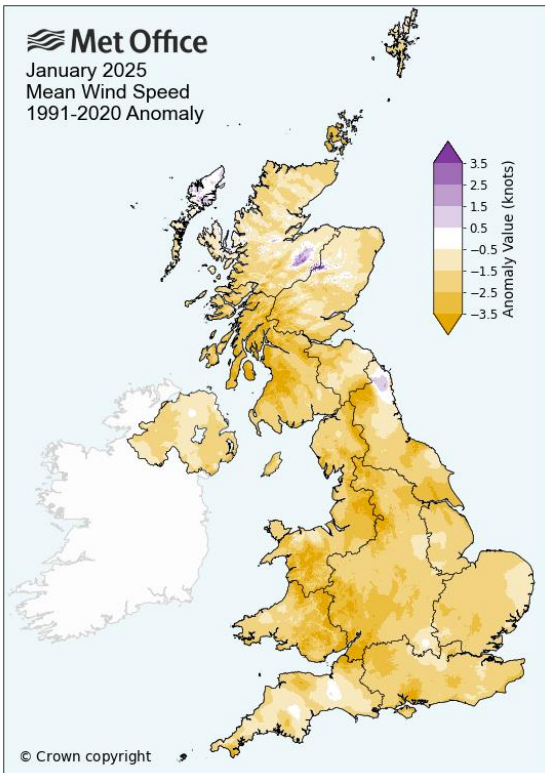 Met Office
January 2025
Mean Wind Speed
1991-2020 Anomaly
3.5
2.5
1.5
0.5
−0.5
−1.5
−2.5
−3.5
Anomaly Value (knots)
© Crown copyright